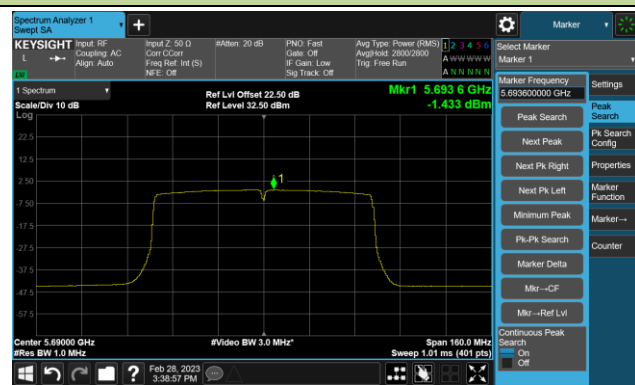 Spectrum Analyzer 1
Swept SA
+
Marker
KEYSIGHT
L
LW
Input: RF
Coupling: AC
Align: Auto
Input Z: 50 Ω
Corr CCorr
Freq Ref: Int (S)
NFE: Off
#Atten: 20 dB
PNO: Fast
Gate: Off
IF Gain: Low
Sig Track: Off
Avg Type: Power (RMS)
Avg|Hold: 2800/2800
Trig: Free Run
1 2 3 4 5 6
A W W W W W
A N N N N N
Select Marker
Marker 1
1 Spectrum
Scale/Div 10 dB
Ref Lvl Offset 22.50 dB
Ref Level 32.50 dBm
Mkr1 5.693 6 GHz
-1.433 dBm
Log
22.5
12.5
2.50
-7.50
-17.5
-27.5
-37.5
-47.5
-57.5
1
Center 5.69000 GHz
#Res BW 1.0 MHz
#Video BW 3.0 MHz*
Span 160.0 MHz
Sweep 1.01 ms (401 pts)
Marker Frequency
5.693600000 GHz
Peak Search
Next Peak
Next Pk Right
Next Pk Left
Minimum Peak
Pk-Pk Search
Marker Delta
Mkr→CF
Mkr→Ref Lvl
Continuous Peak
Search
On
Off
Settings
Peak
Search
Pk Search
Config
Properties
Marker
Function
Marker→
Counter
?
Feb 28, 2023
3:38:57 PM